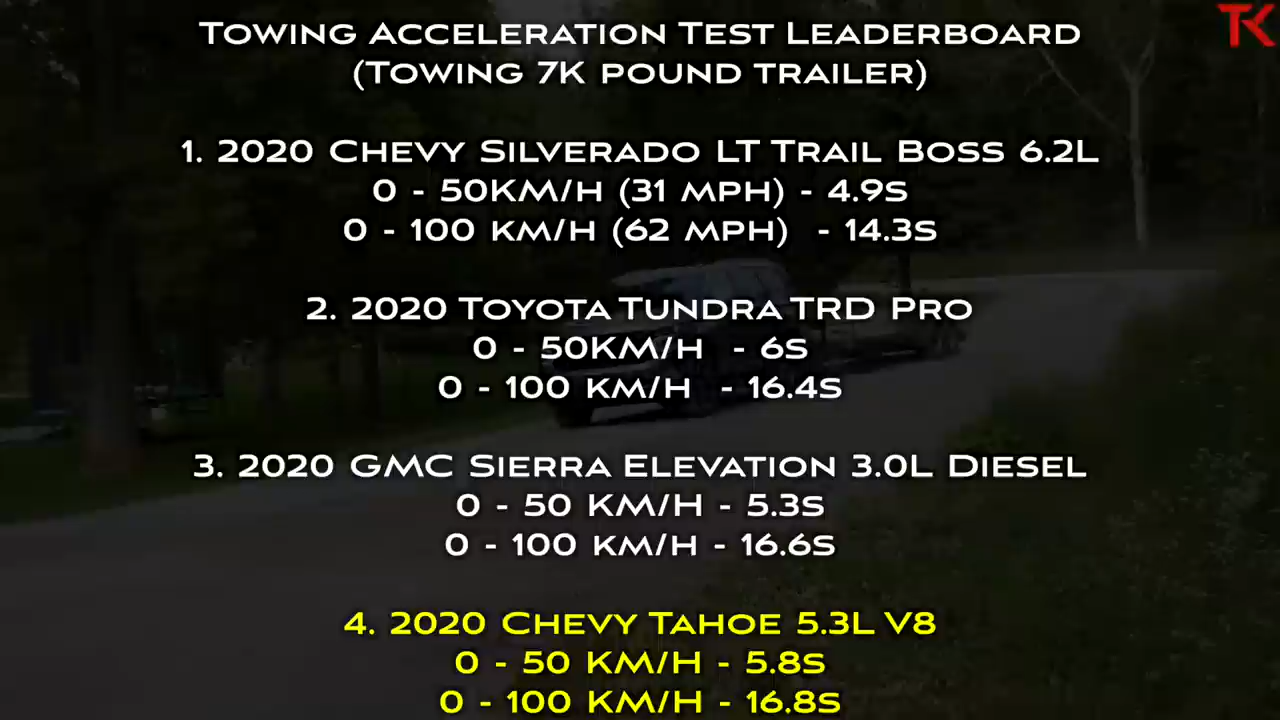 TK
Towing Acceleration Test Leaderboard
(Towing 7K pound trailer)
1. 2020 Chevy Silverado LT Trail Boss 6.2L
0 - 50km/h (31 mph) - 4.9s
0 - 100 km/h (62 mph) - 14.3s
2. 2020 Toyota Tundra TRD Pro
0 - 50km/h - 6s
0 - 100 km/h - 16.4s
3. 2020 GMC Sierra Elevation 3.0L Diesel
0 - 50 km/h - 5.3s
0 - 100 km/h - 16.6s
4. 2020 Chevy Tahoe 5.3L V8
0 - 50 km/h - 5.8s
0 - 100 km/h - 16.8s